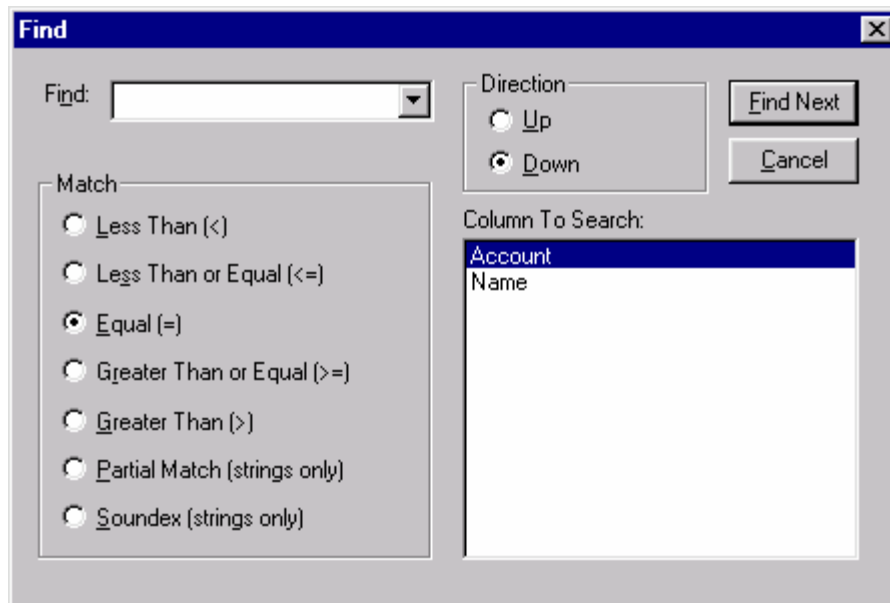 Find
Find:
Direction
Up
Down
Find Next
Cancel
Match
Less Than (<)
Less Than or Equal (<=)
Equal (=)
Greater Than or Equal (>=)
Greater Than (>)
Partial Match (strings only)
Soundex (strings only)
Column To Search:
Account
Name